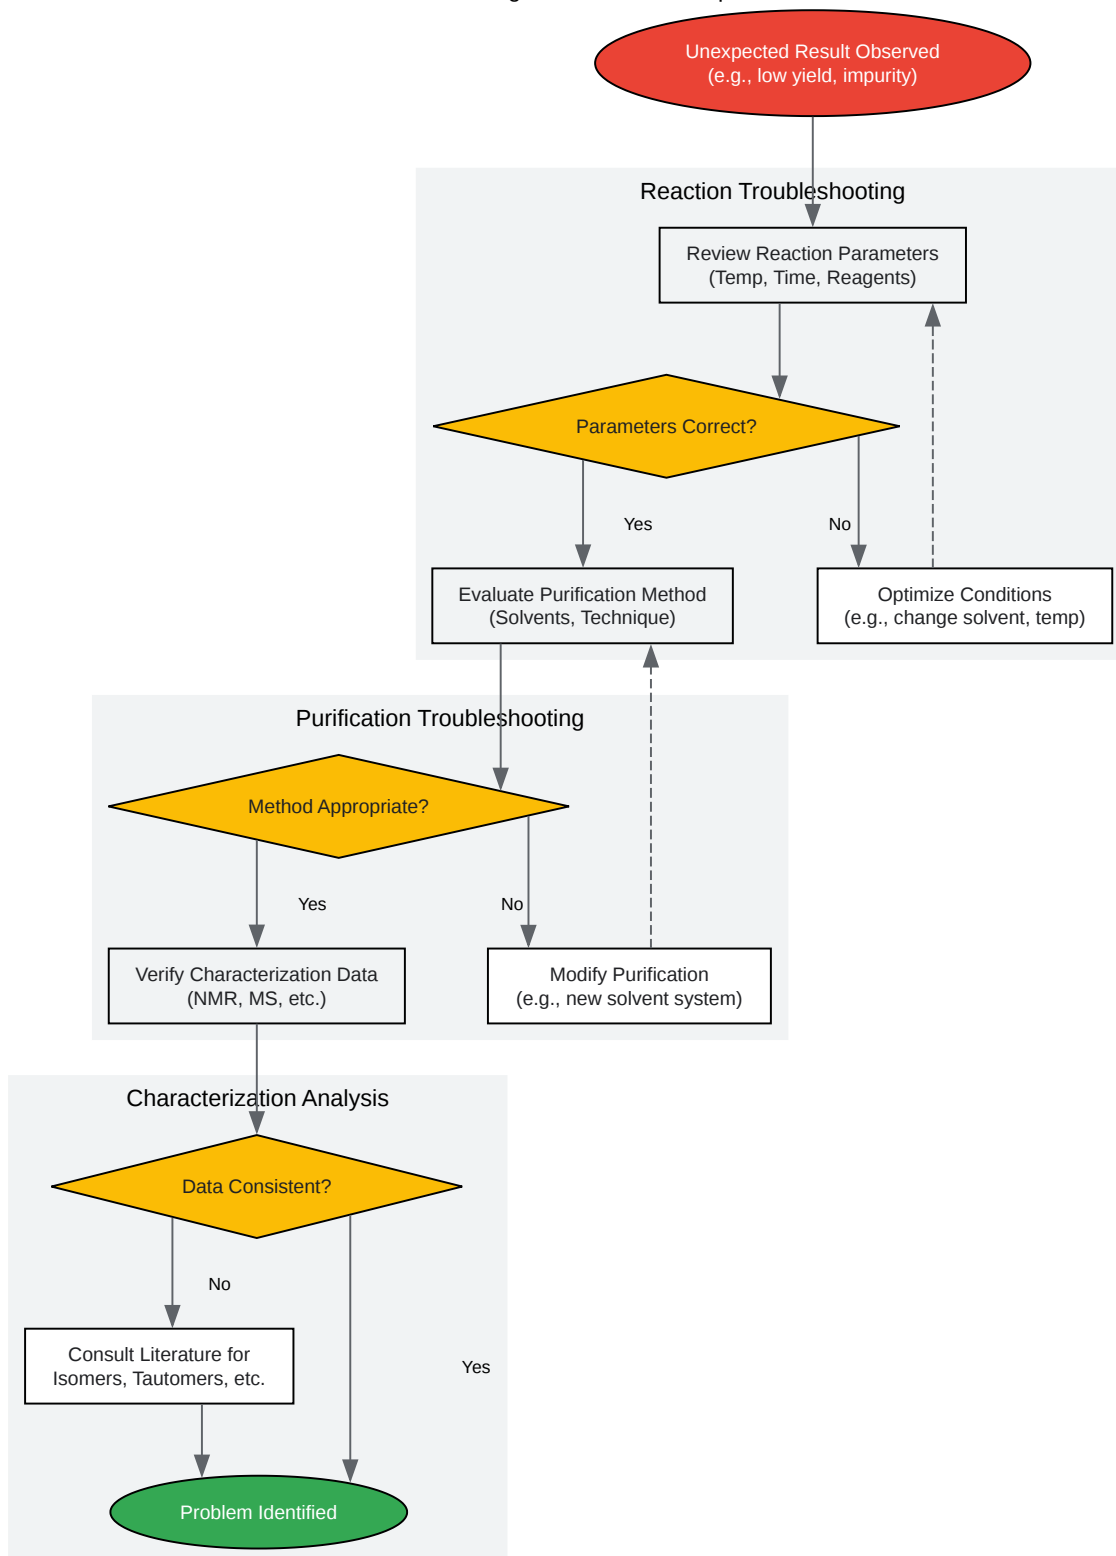 Unexpected Result Observed
(e.g., low yield, impurity)
Reaction Troubleshooting
Review Reaction Parameters
(Temp, Time, Reagents)
Parameters Correct?
Yes
No
Evaluate Purification Method
(Solvents, Technique)
Optimize Conditions
(e.g., change solvent, temp)
Purification Troubleshooting
Method Appropriate?
Yes
No
Verify Characterization Data
(NMR, MS, etc.)
Modify Purification
(e.g., new solvent system)
Characterization Analysis
Data Consistent?
No
Consult Literature for
Isomers, Tautomers, etc.
Yes
Problem Identified